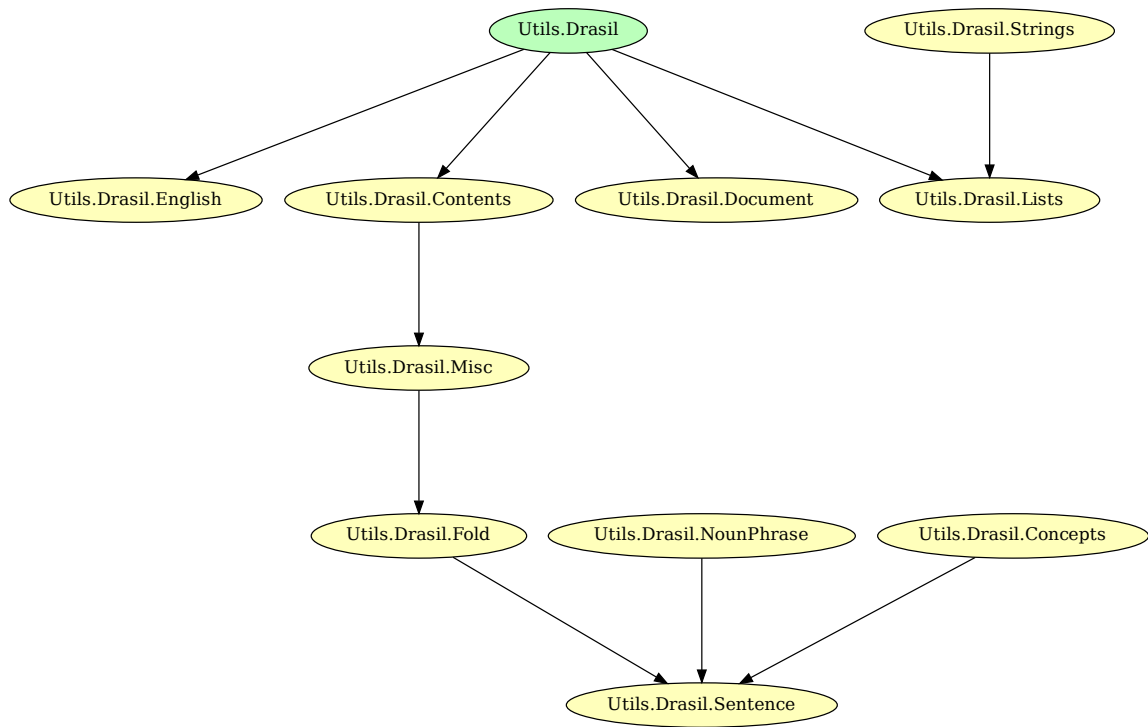 Utils.Drasil
Utils.Drasil.Strings
Utils.Drasil.English
Utils.Drasil.Contents
Utils.Drasil.Document
Utils.Drasil.Lists
Utils.Drasil.Misc
Utils.Drasil.Fold
Utils.Drasil.NounPhrase
Utils.Drasil.Concepts
Utils.Drasil.Sentence